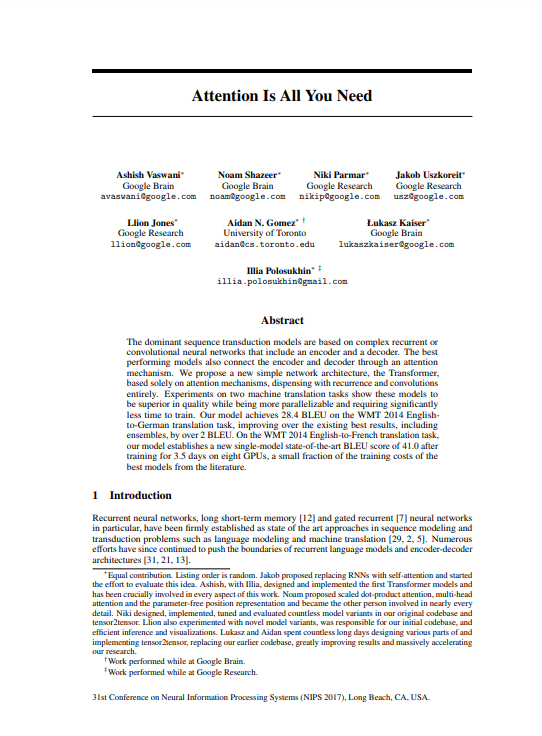 Attention Is All You Need
Ashish Vaswani* Noam Shazeer* Niki Parmar* Jakob Uszkoreit*
Google Brain Google Brain Google Research Google Research
avaswani@google.com noam@google.com nikip@google.com usz@google.com
Llion Jones* Aidan N. Gomez* † Łukasz Kaiser*
Google Research University of Toronto Google Brain
llion@google.com aidan@cs.toronto.edu lukaszkaiser@google.com
Illia Polosukhin* ‡
illia.polosukhin@gmail.com
Abstract
The dominant sequence transduction models are based on complex recurrent or
convolutional neural networks that include an encoder and a decoder. The best
performing models also connect the encoder and decoder through an attention
mechanism. We propose a new simple network architecture, the Transformer,
based solely on attention mechanisms, dispensing with recurrence and convolutions
entirely. Experiments on two machine translation tasks show these models to
be superior in quality while being more parallelizable and requiring significantly
less time to train. Our model achieves 28.4 BLEU on the WMT 2014 English-
to-German translation task, improving over the existing best results, including
ensembles, by over 2 BLEU. On the WMT 2014 English-to-French translation task,
our model establishes a new single-model state-of-the-art BLEU score of 41.0 after
training for 3.5 days on eight GPUs, a small fraction of the training costs of the
best models from the literature.
1 Introduction
Recurrent neural networks, long short-term memory [12] and gated recurrent [7] neural networks
in particular, have been firmly established as state of the art approaches in sequence modeling and
transduction problems such as language modeling and machine translation [29, 2, 5]. Numerous
efforts have since continued to push the boundaries of recurrent language models and encoder-decoder
architectures [31, 21, 13].
*Equal contribution. Listing order is random. Jakob proposed replacing RNNs with self-attention and started
the effort to evaluate this idea. Ashish, with Illia, designed and implemented the first Transformer models and
has been crucially involved in every aspect of this work. Noam proposed scaled dot-product attention, multi-head
attention and the parameter-free position representation and became the other person involved in nearly every
detail. Niki designed, implemented, tuned and evaluated countless model variants in our original codebase and
tensor2tensor. Llion also experimented with novel model variants, was responsible for our initial codebase, and
efficient inference and visualizations. Lukasz and Aidan spent countless long days designing various parts of and
implementing tensor2tensor, replacing our earlier codebase, greatly improving results and massively accelerating
our research.
†Work performed while at Google Brain.
‡Work performed while at Google Research.
31st Conference on Neural Information Processing Systems (NIPS 2017), Long Beach, CA, USA.